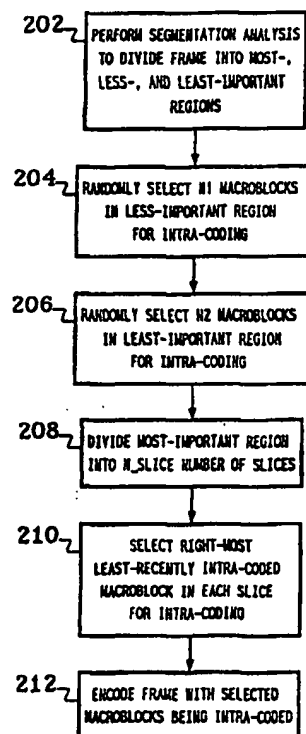 202
PERFORM SEGMENTATION ANALYSIS
TO DIVIDE FRAME INTO MOST-,
LESS-, AND LEAST-IMPORTANT
REGIONS
204
RANDOMLY SELECT N1 MACROBLOCKS
IN LESS-IMPORTANT REGION
FOR INTRA-CODING
206
RANDOMLY SELECT N2 MACROBLOCKS
IN LEAST-IMPORTANT REGION
FOR INTRA-CODING
208
DIVIDE MOST-IMPORTANT REGION
INTO N_SLICE NUMBER OF SLICES
210
SELECT RIGHT-MOST
LEAST-RECENTLY INTRA-CODED
MACROBLOCK IN EACH SLICE
FOR INTRA-CODING
212
ENCODE FRAME WITH SELECTED
MACROBLOCKS BEING INTRA-CODED